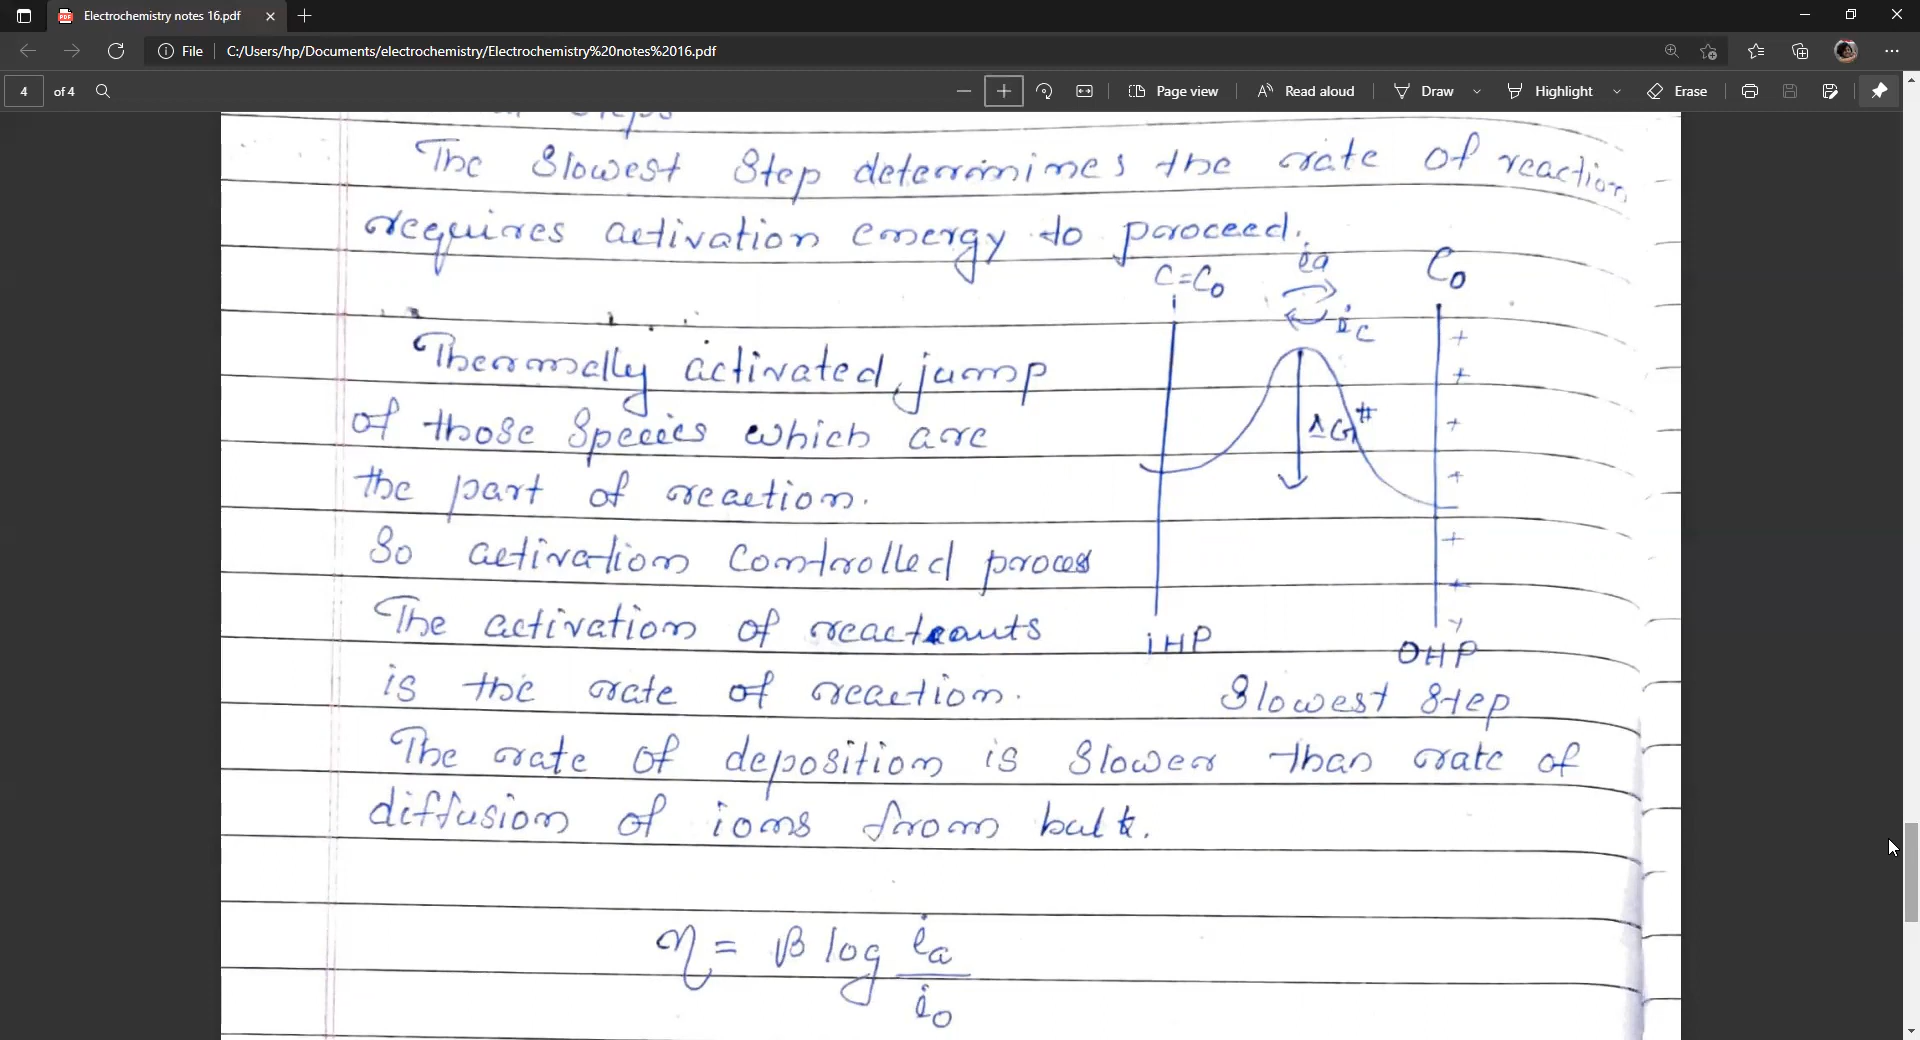 Electrochemistry notes 16.pdf
File C:/Users/hp/Documents/electrochemistry/Electrochemistry%20notes%2016.pdf
4 of 4 Page view Read aloud Draw Highlight Erase
The Slowest Step determines the rate of reaction
requires activation energy to proceed.
C=C₀ ia C₀
ic
+
Thermally activated, jump
+
of those species which are ΔG# +
the part of reaction. +
So activation controlled process +
+
The activation of reactants +
iHP OHP
is the rate of reaction. Slowest Step
The rate of deposition is slower than rate of
diffusion of ions from bulk.
η = β log ia/i₀